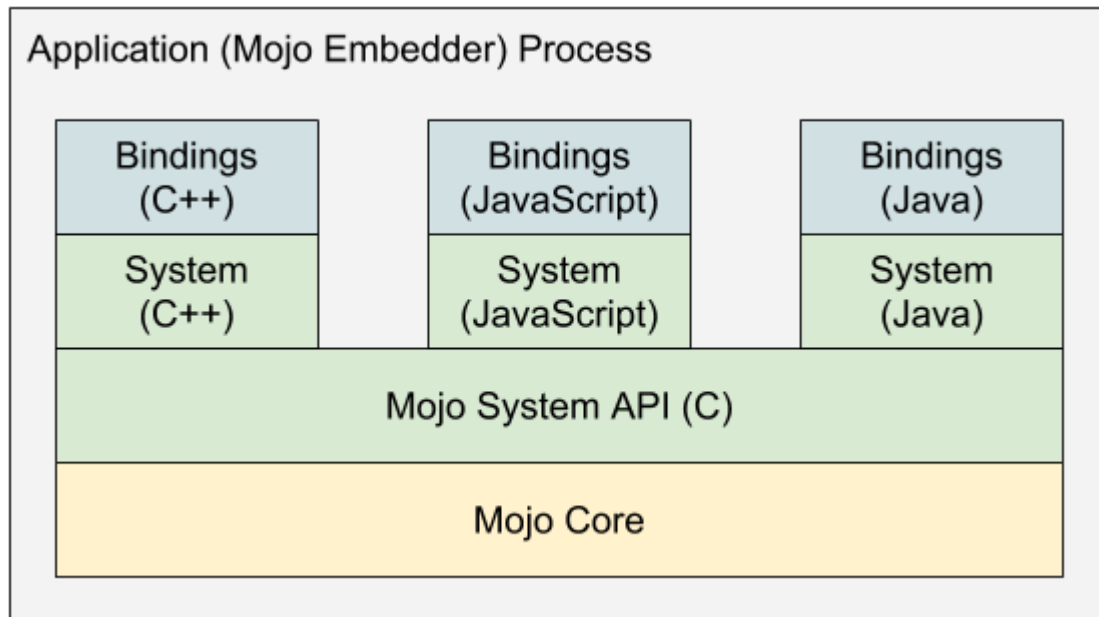 Application (Mojo Embedder) Process
Bindings
(C++)
Bindings
(JavaScript)
Bindings
(Java)
System
(C++)
System
(JavaScript)
System
(Java)
Mojo System API (C)
Mojo Core